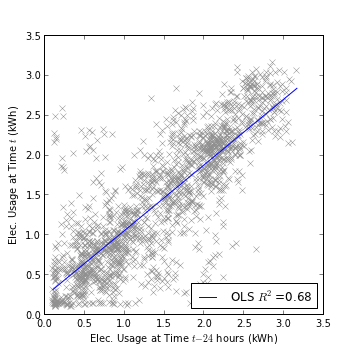 3.5
3.0
2.5
2.0
1.5
1.0
0.5
0.0
Elec. Usage at Time t (kWh)
OLS R² =0.68
0.0 0.5 1.0 1.5 2.0 2.5 3.0 3.5
Elec. Usage at Time t−24 hours (kWh)